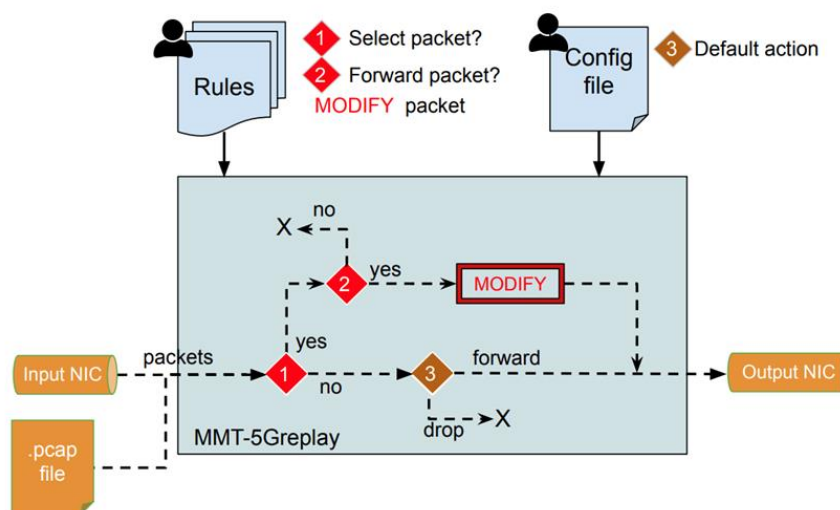 Rules
1 Select packet?
2 Forward packet?
MODIFY packet
Config
file
3 Default action
no
X
2
yes
MODIFY
yes
Input NIC
packets
1
no
3
forward
Output NIC
drop
X
MMT-5Greplay
.pcap
file